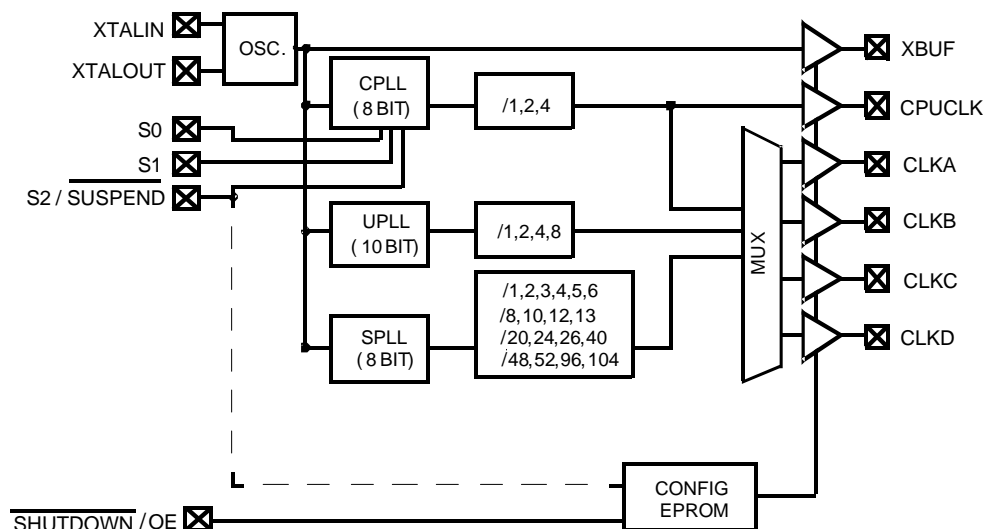 XTALIN
OSC.
XBUF
XTALOUT
CPLL
(8 BIT)
/1,2,4
CPUCLK
S0
S1
CLKA
S2/SUSPEND
UPLL
(10 BIT)
/1,2,4,8
MUX
CLKB
CLKC
SPLL
(8 BIT)
/1,2,3,4,5,6
/8,10,12,13
/20,24,26,40
/48,52,96,104
CLKD
CONFIG
EPROM
SHUTDOWN/OE